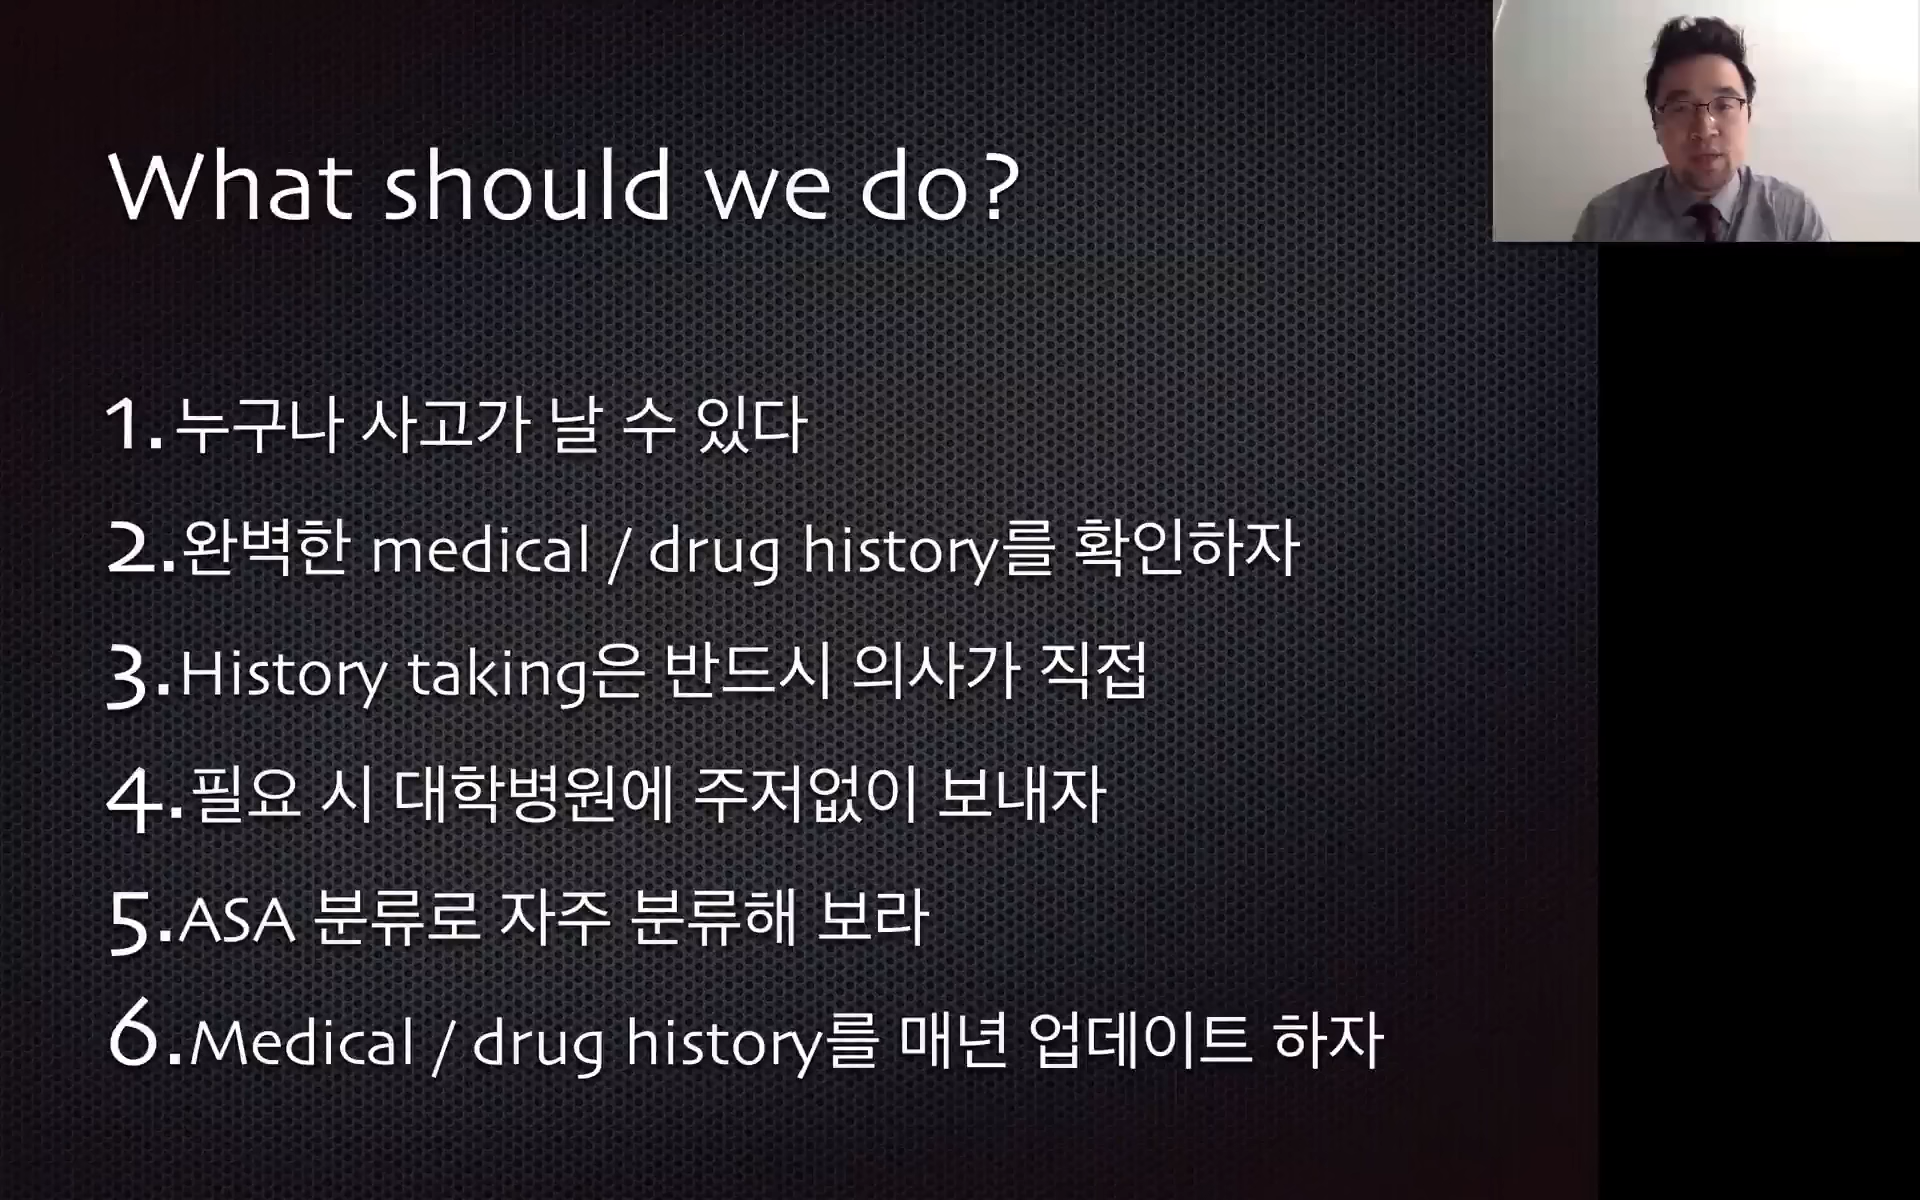 What should we do?
1. 누구나 사고가 날 수 있다
2. 완벽한 medical / drug history를 확인하자
3. History taking은 반드시 의사가 직접
4. 필요 시 대학병원에 주저없이 보내자
5. ASA 분류로 자주 분류해 보라
6. Medical / drug history를 매년 업데이트 하자